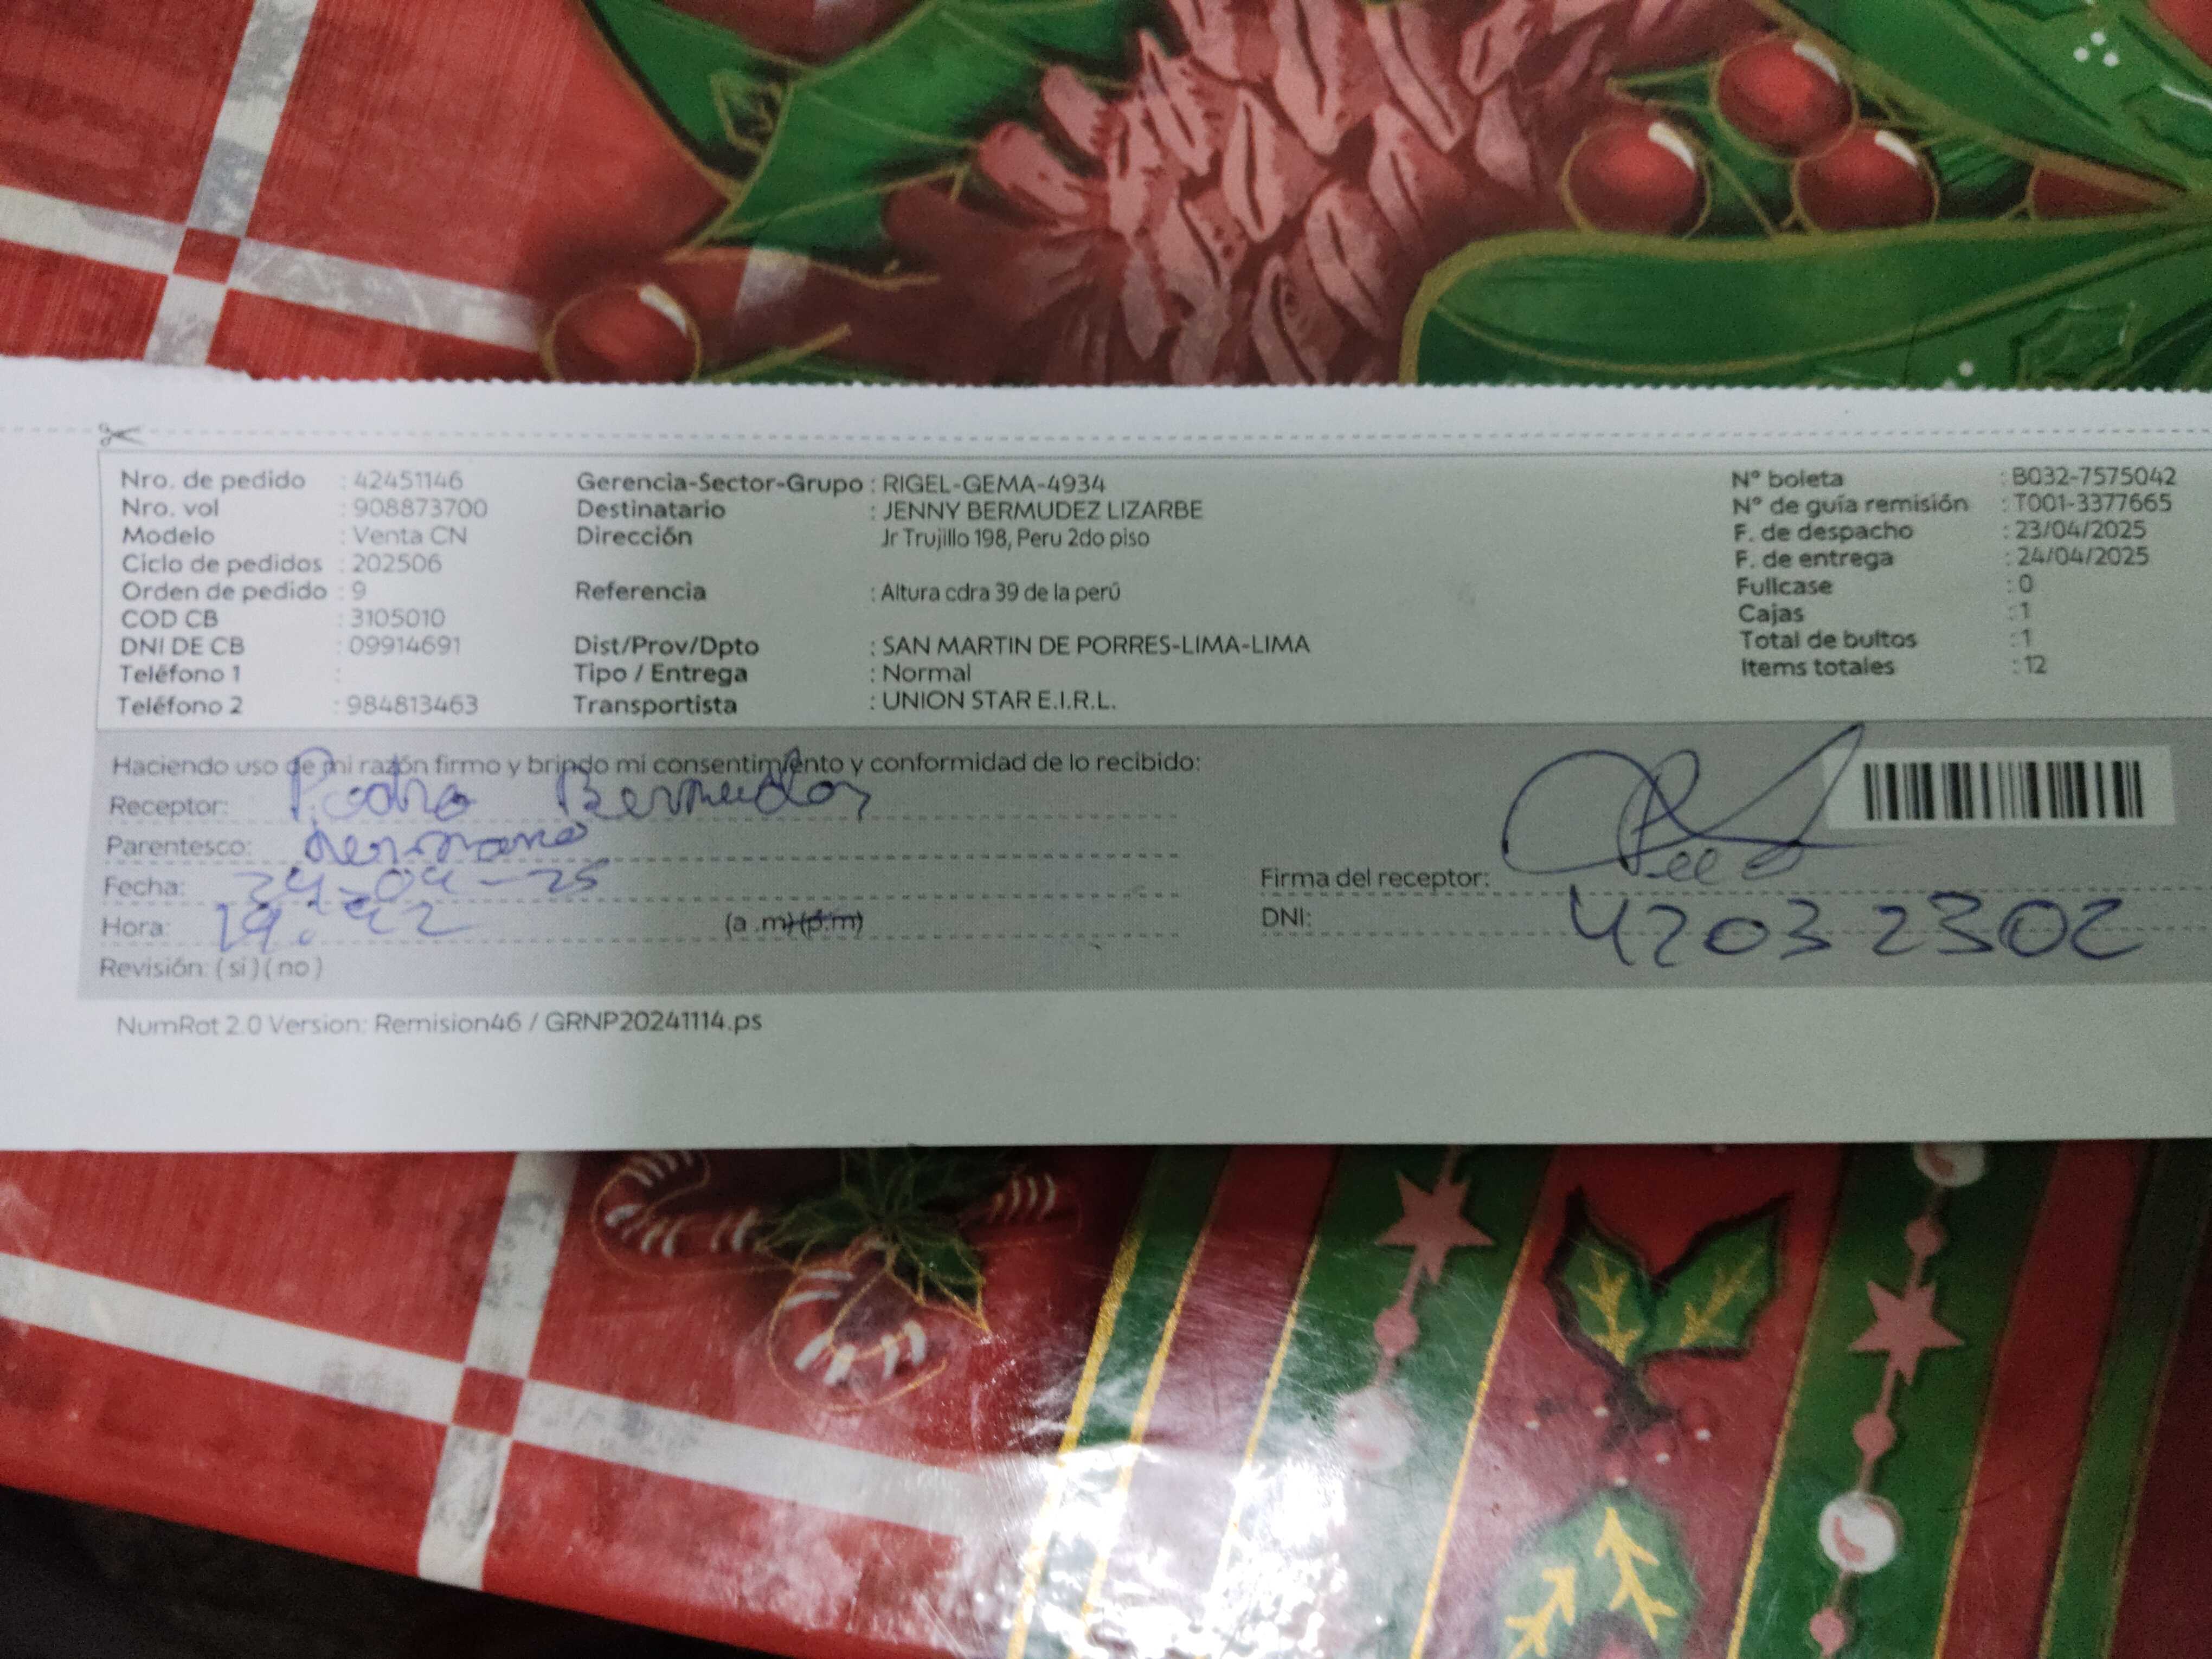 Nro. de pedido : 42451146
Nro. vol : 908873700
Modelo : Venta CN
Ciclo de pedidos : 202506
Orden de pedido : 9
COD CB : 3105010
DNI DE CB : 09914691
Teléfono 1 :
Teléfono 2 : 984813463
Gerencia-Sector-Grupo : RIGEL-GEMA-4934
Destinatario : JENNY BERMUDEZ LIZARBE
Dirección Jr Trujillo 198, Peru 2do piso
Referencia : Altura cdra 39 de la perú
Dist/Prov/Dpto : SAN MARTIN DE PORRES-LIMA-LIMA
Tipo / Entrega : Normal
Transportista : UNION STAR E.I.R.L.
N° boleta : B032-7575042
N° de guía remisión : T001-3377665
F. de despacho : 23/04/2025
F. de entrega : 24/04/2025
Fullcase : 0
Cajas : 1
Total de bultos : 1
Items totales : 12
Haciendo uso de mi razón firmo y brindo mi consentimiento y conformidad de lo recibido:
Receptor: Pedro Bermudez
Parentesco: hermano
Fecha: 24-04-25
Hora: 19:42 (a .m)(p.m)
Revisión: (si)(no)
Firma del receptor:
DNI: 42032302
NumRot 2.0 Version: Remision46 / GRNP20241114.ps